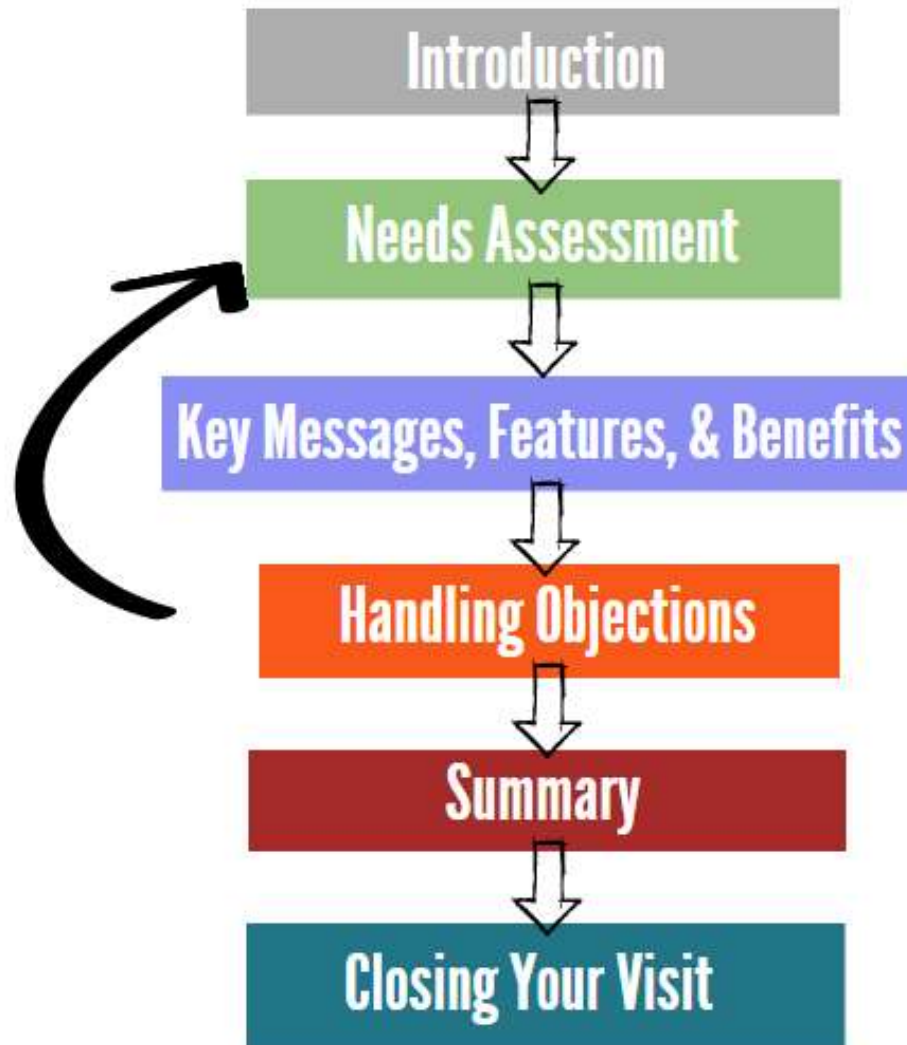 Introduction
Needs Assessment
Key Messages, Features, & Benefits
Handling Objections
Summary
Closing Your Visit